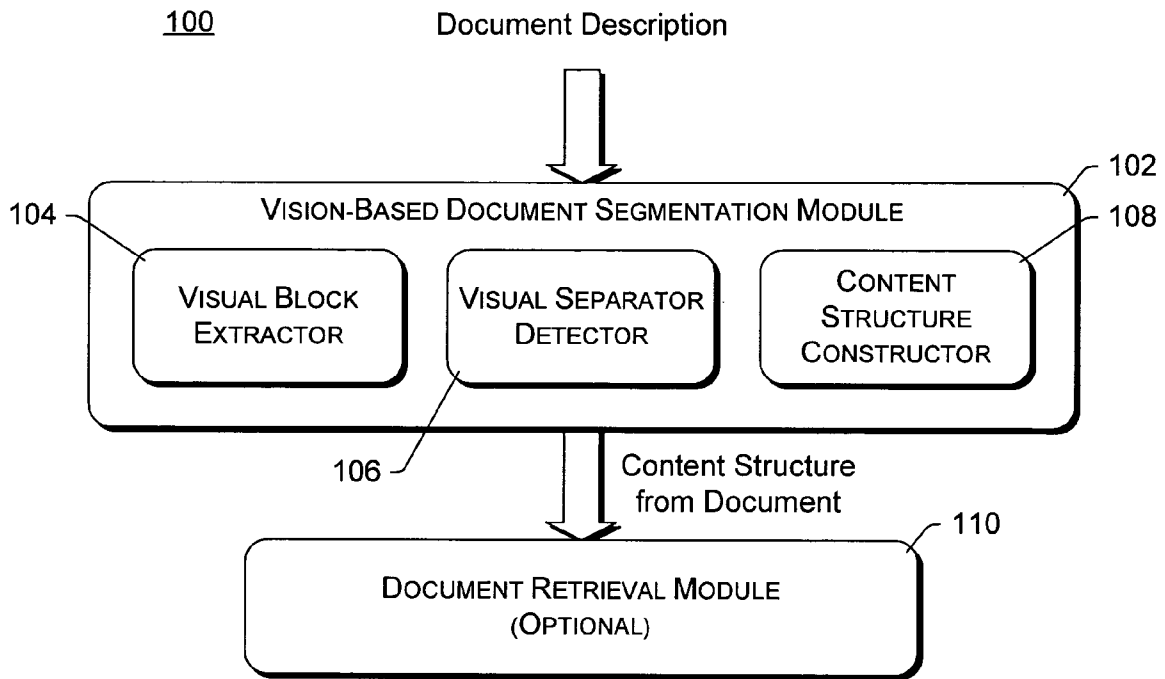 100
Document Description
102
VISION-BASED DOCUMENT SEGMENTATION MODULE
104
108
VISUAL BLOCK
EXTRACTOR
VISUAL SEPARATOR
DETECTOR
CONTENT
STRUCTURE
CONSTRUCTOR
106
Content Structure
from Document
110
DOCUMENT RETRIEVAL MODULE
(OPTIONAL)